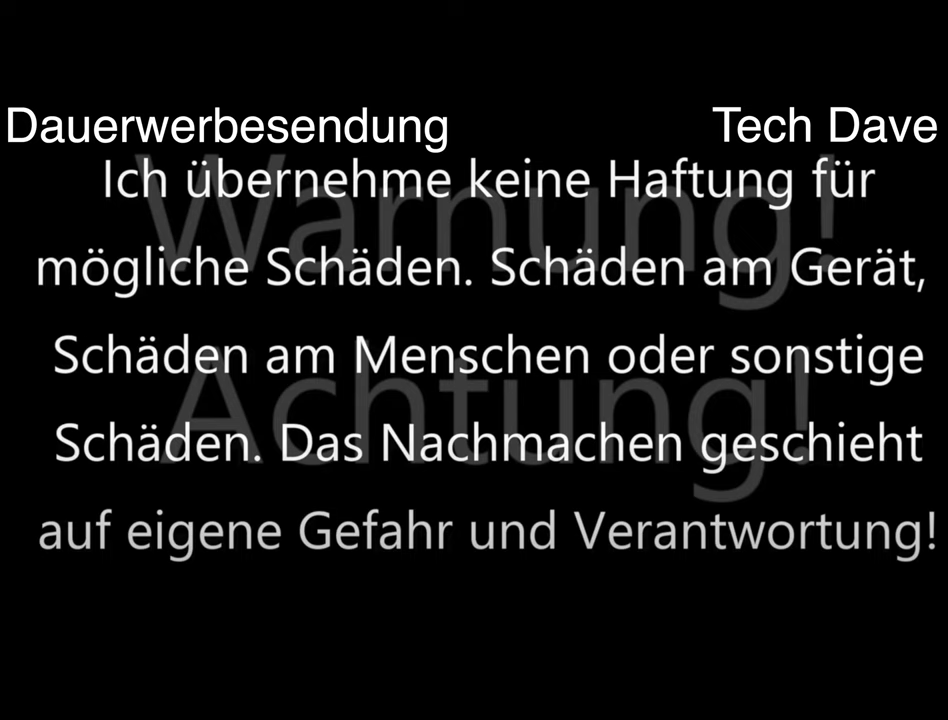 Dauerwerbesendung Tech Dave
Warnung!
Ich übernehme keine Haftung für
mögliche Schäden. Schäden am Gerät,
Schäden am Menschen oder sonstige
Achtung!
Schäden. Das Nachmachen geschieht
auf eigene Gefahr und Verantwortung!